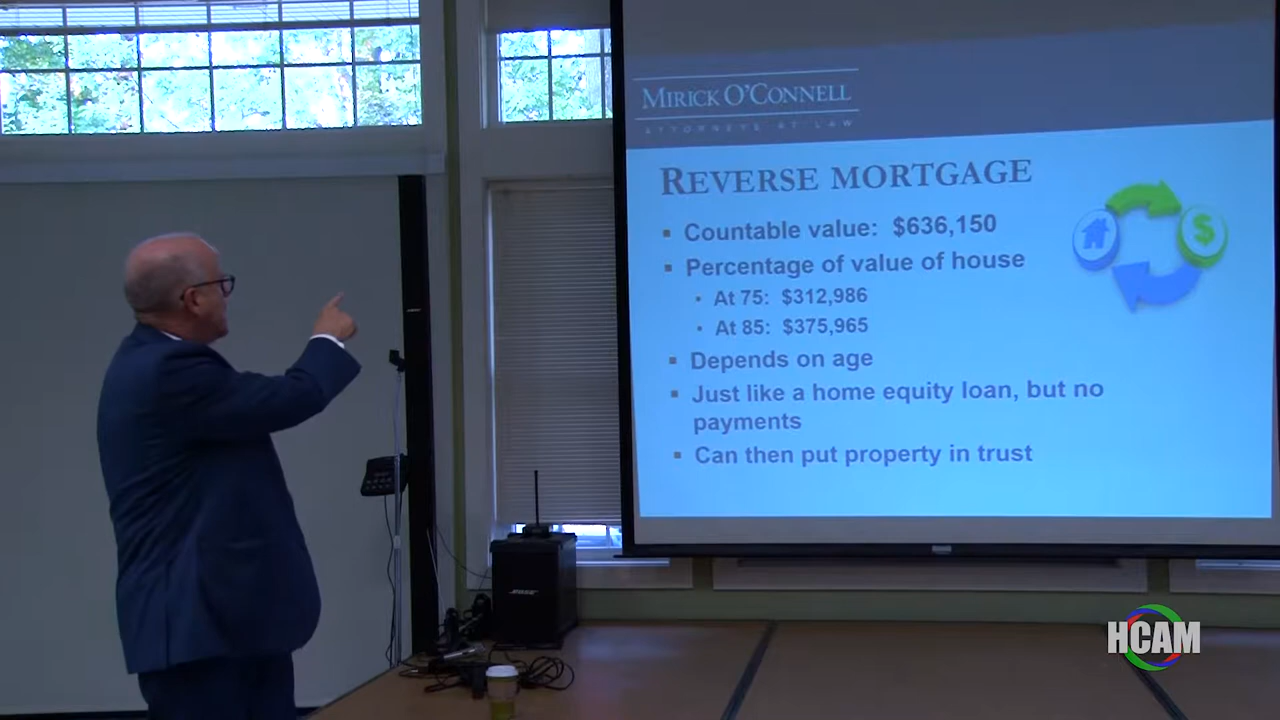 MIRICK O'CONNELL
ATTORNEYS AT LAW
REVERSE MORTGAGE
Countable value: $636,150
Percentage of value of house
At 75: $312,986
At 85: $375,965
Depends on age
Just like a home equity loan, but no
payments
Can then put property in trust
$
BOSE
HCAM